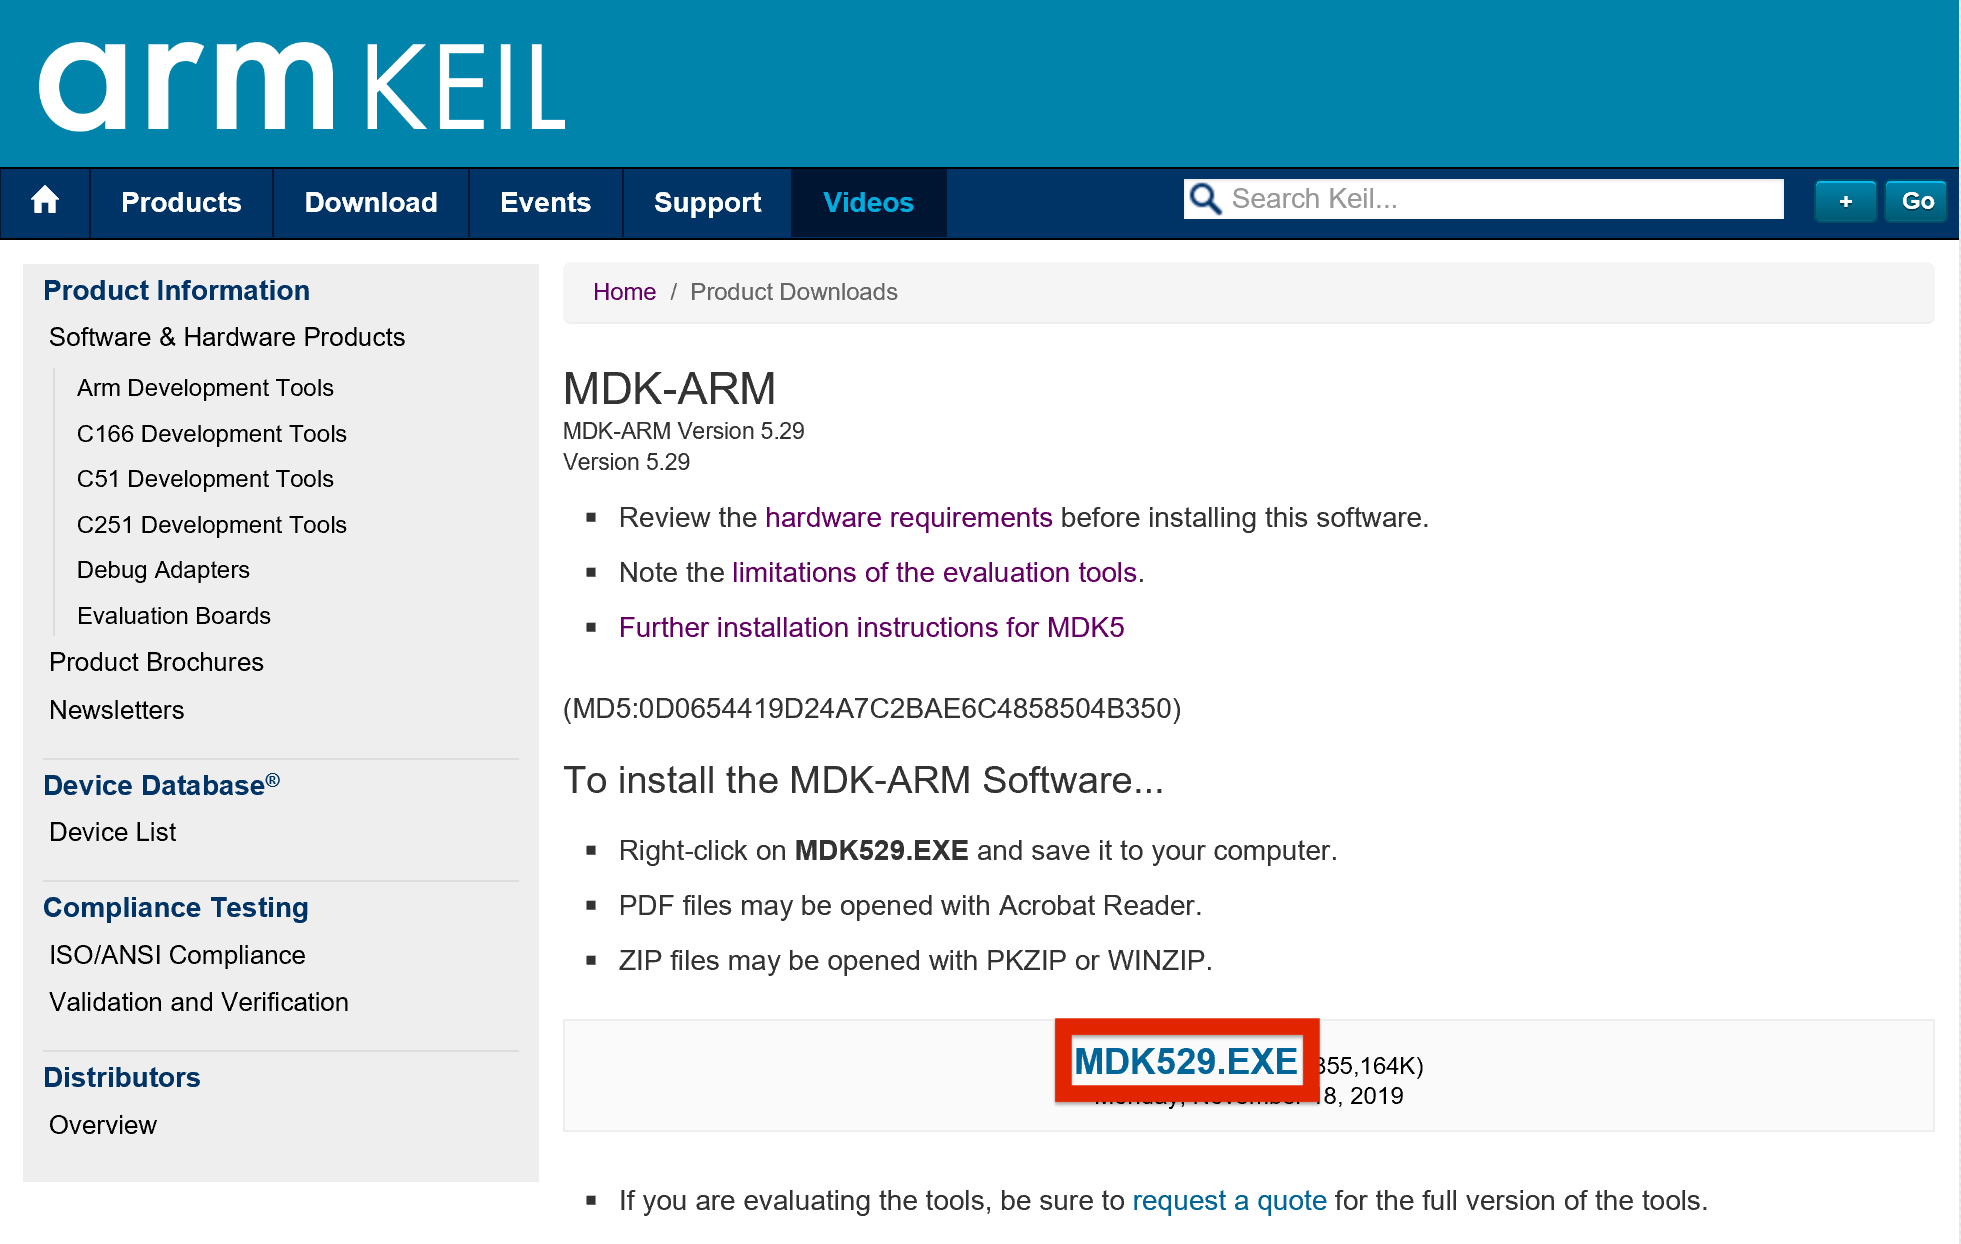 arm KEIL
Products Download Events Support Videos Search Keil... + Go
Product Information
Software & Hardware Products
Arm Development Tools
C166 Development Tools
C51 Development Tools
C251 Development Tools
Debug Adapters
Evaluation Boards
Product Brochures
Newsletters
Device Database®
Device List
Compliance Testing
ISO/ANSI Compliance
Validation and Verification
Distributors
Overview
Home / Product Downloads
MDK-ARM
MDK-ARM Version 5.29
Version 5.29
▪ Review the hardware requirements before installing this software.
▪ Note the limitations of the evaluation tools.
▪ Further installation instructions for MDK5
(MD5:0D0654419D24A7C2BAE6C4858504B350)
To install the MDK-ARM Software...
▪ Right-click on MDK529.EXE and save it to your computer.
▪ PDF files may be opened with Acrobat Reader.
▪ ZIP files may be opened with PKZIP or WINZIP.
MDK529.EXE 855,164K)
Monday, November 18, 2019
▪ If you are evaluating the tools, be sure to request a quote for the full version of the tools.